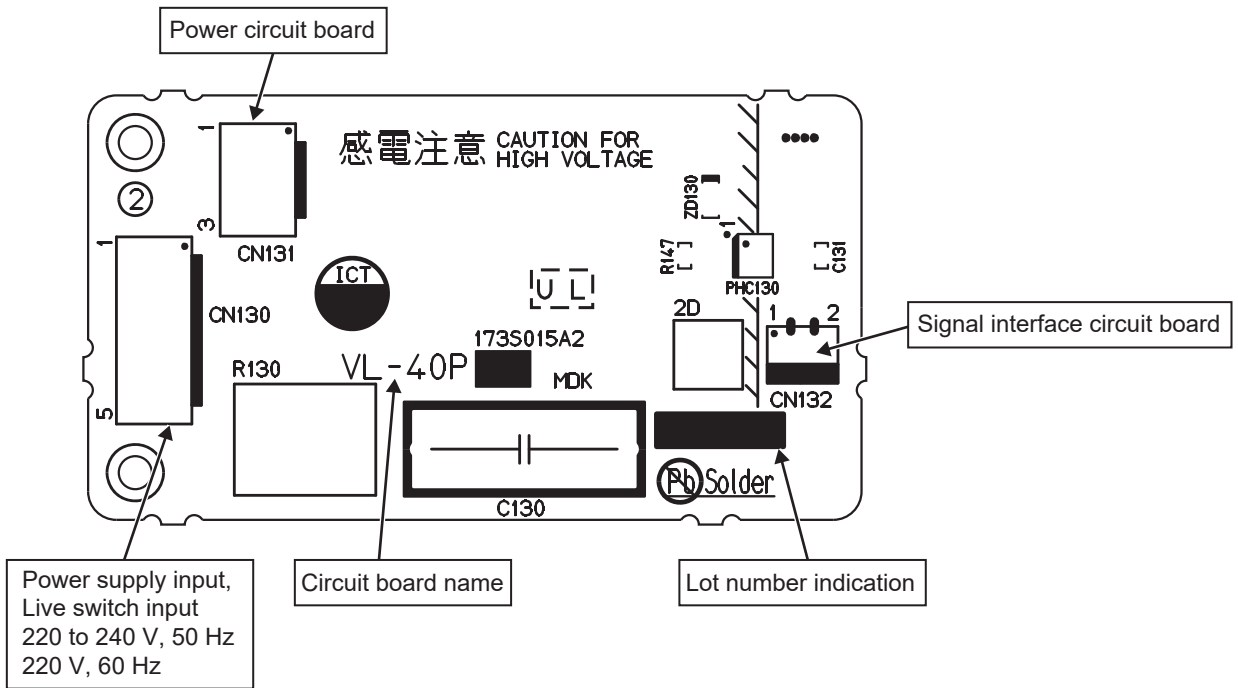 Power circuit board
1
感電注意 CAUTION FOR
HIGH VOLTAGE
2
3
CN131
ZD130
1
R147
C131
PHC130
1
ICT
UL
CN130
2D
1 2
Signal interface circuit board
173S015A2
R130
VL-40P
MDK
CN132
5
Pb Solder
C130
Power supply input,
Live switch input
220 to 240 V, 50 Hz
220 V, 60 Hz
Circuit board name
Lot number indication